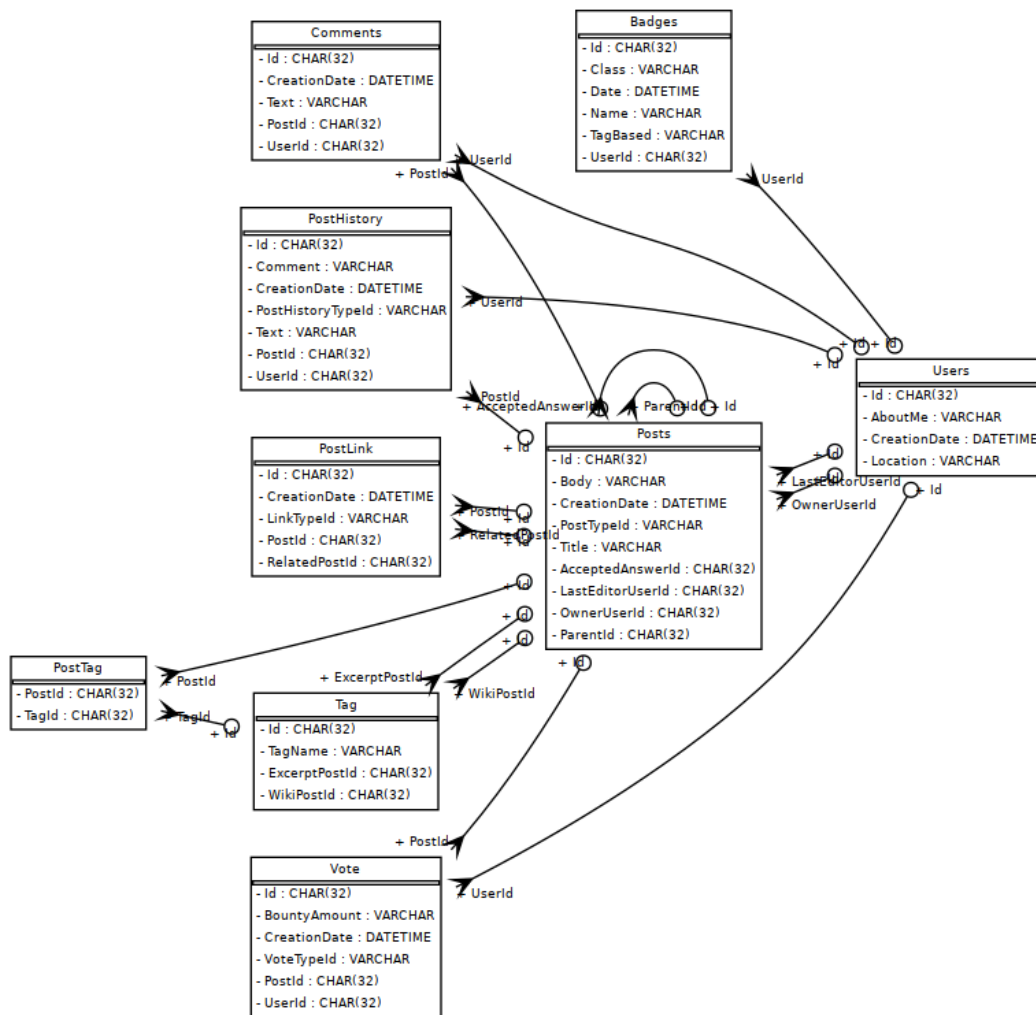 Comments
- Id : CHAR(32)
- CreationDate : DATETIME
- Text : VARCHAR
- PostId : CHAR(32)
- UserId : CHAR(32)
Badges
- Id : CHAR(32)
- Class : VARCHAR
- Date : DATETIME
- Name : VARCHAR
- TagBased : VARCHAR
- UserId : CHAR(32)
+ UserId
+ PostId
UserId
PostHistory
- Id : CHAR(32)
- Comment : VARCHAR
- CreationDate : DATETIME
- PostHistoryTypeId : VARCHAR
- Text : VARCHAR
- PostId : CHAR(32)
- UserId : CHAR(32)
+ UserId
+ Id
+ Id
+ Id
Users
- Id : CHAR(32)
- AboutMe : VARCHAR
- CreationDate : DATETIME
- Location : VARCHAR
PostId
+ AcceptedAnswerId
+ ParentId
+ Id
+ Id
PostLink
- Id : CHAR(32)
- CreationDate : DATETIME
- LinkTypeId : VARCHAR
- PostId : CHAR(32)
- RelatedPostId : CHAR(32)
Posts
- Id : CHAR(32)
- Body : VARCHAR
- CreationDate : DATETIME
- PostTypeId : VARCHAR
- Title : VARCHAR
- AcceptedAnswerId : CHAR(32)
- LastEditorUserId : CHAR(32)
- OwnerUserId : CHAR(32)
- ParentId : CHAR(32)
+ Id
+ LastEditorUserId
+ Id
+ OwnerUserId
+ Id
+ PostId
+ Id
+ RelatedPostId
+ Id
+ Id
+ Id
+ Id
+ Id
PostTag
- PostId : CHAR(32)
- TagId : CHAR(32)
+ PostId
+ TagId
+ Id
+ ExcerptPostId
+ WikiPostId
Tag
- Id : CHAR(32)
- TagName : VARCHAR
- ExcerptPostId : CHAR(32)
- WikiPostId : CHAR(32)
+ PostId
+ UserId
Vote
- Id : CHAR(32)
- BountyAmount : VARCHAR
- CreationDate : DATETIME
- VoteTypeId : VARCHAR
- PostId : CHAR(32)
- UserId : CHAR(32)